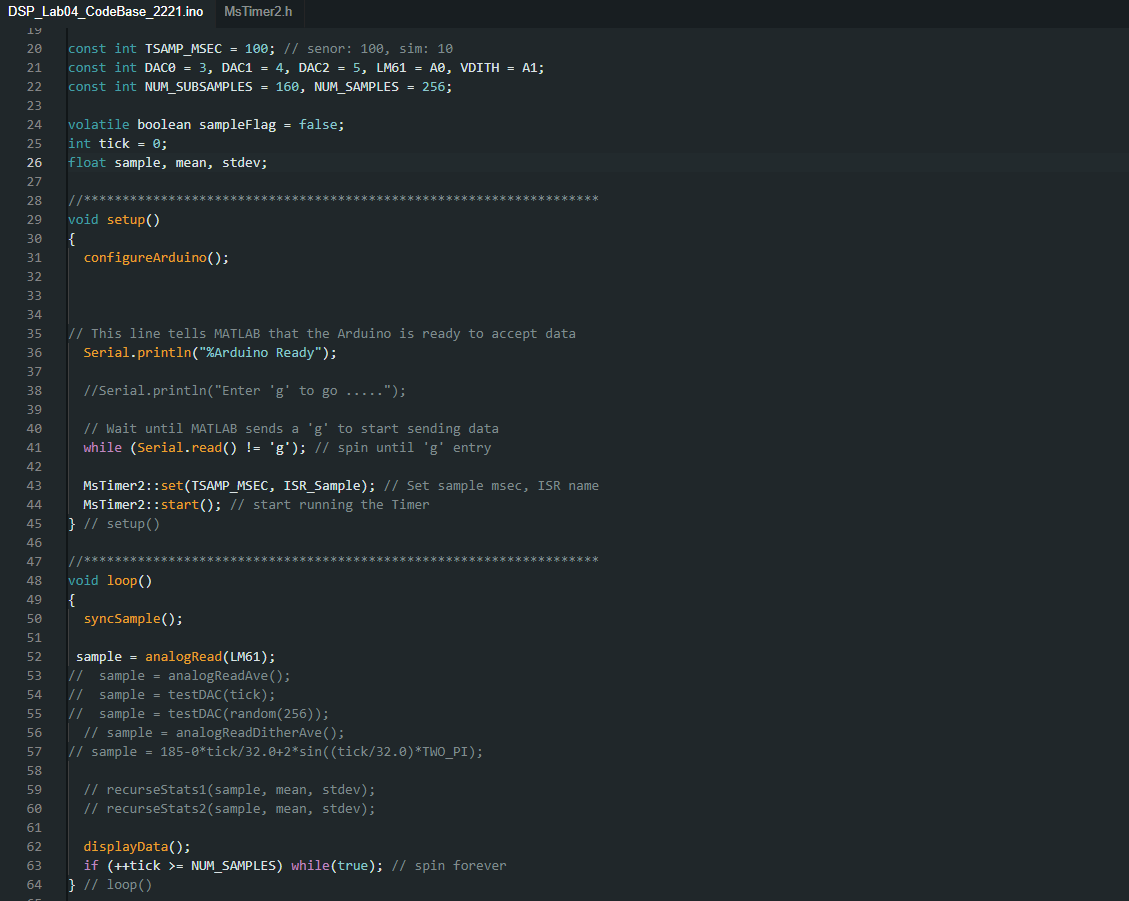 DSP_Lab04_CodeBase_2221.ino MsTimer2.h
19
20 const int TSAMP_MSEC = 100; // senor: 100, sim: 10
21 const int DAC0 = 3, DAC1 = 4, DAC2 = 5, LM61 = A0, VDITH = A1;
22 const int NUM_SUBSAMPLES = 160, NUM_SAMPLES = 256;
23
24 volatile boolean sampleFlag = false;
25 int tick = 0;
26 float sample, mean, stdev;
27
28 //*******************************************************************
29 void setup()
30 {
31   configureArduino();
32
33
34
35 // This line tells MATLAB that the Arduino is ready to accept data
36   Serial.println("%Arduino Ready");
37
38   //Serial.println("Enter 'g' to go .....");
39
40   // Wait until MATLAB sends a 'g' to start sending data
41   while (Serial.read() != 'g'); // spin until 'g' entry
42
43   MsTimer2::set(TSAMP_MSEC, ISR_Sample); // Set sample msec, ISR name
44   MsTimer2::start(); // start running the Timer
45 } // setup()
46
47 //*******************************************************************
48 void loop()
49 {
50   syncSample();
51
52  sample = analogRead(LM61);
53 //  sample = analogReadAve();
54 //  sample = testDAC(tick);
55 //  sample = testDAC(random(256));
56   // sample = analogReadDitherAve();
57 // sample = 185-0*tick/32.0+2*sin((tick/32.0)*TWO_PI);
58
59   // recurseStats1(sample, mean, stdev);
60   // recurseStats2(sample, mean, stdev);
61
62   displayData();
63   if (++tick >= NUM_SAMPLES) while(true); // spin forever
64 } // loop()